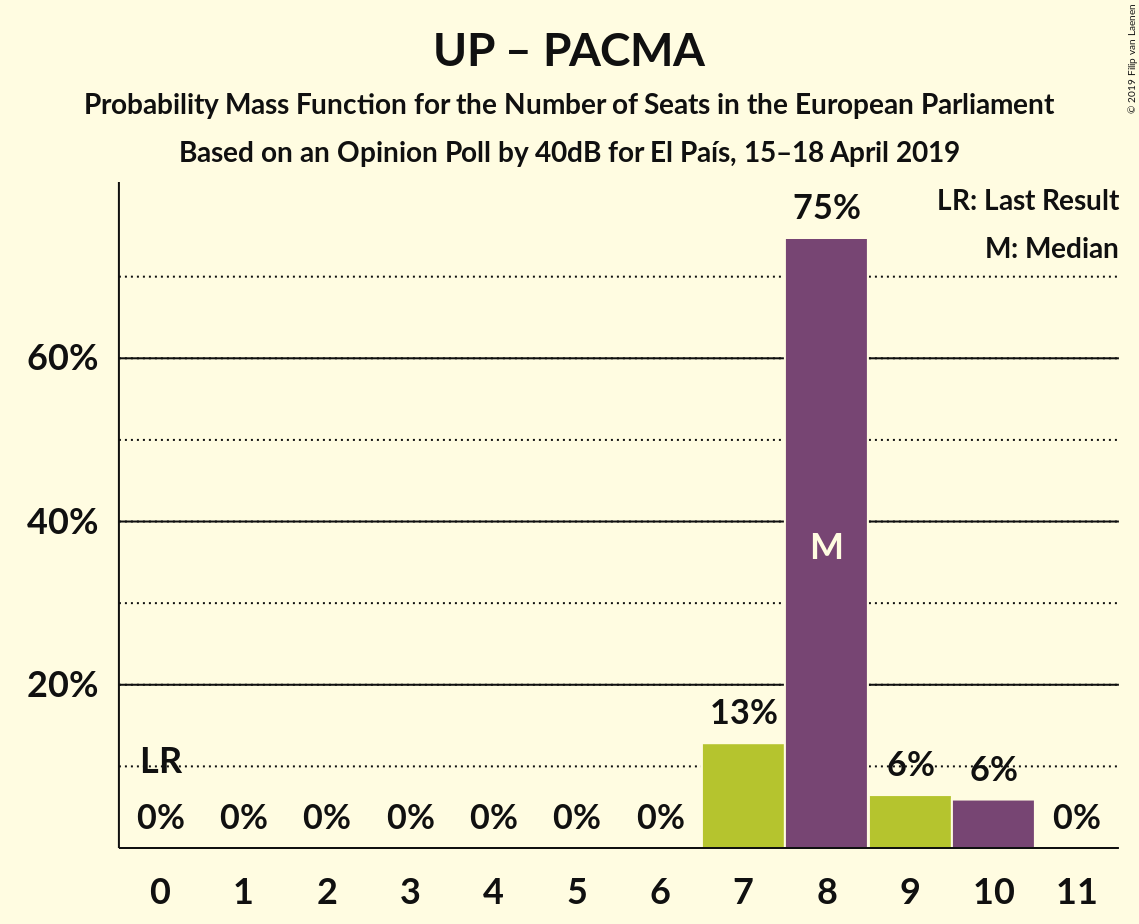 UP – PACMA
Probability Mass Function for the Number of Seats in the European Parliament
Based on an Opinion Poll by 40dB for El País, 15–18 April 2019
© 2019 Filip van Laenen
LR: Last Result
M: Median
75%
60%
40%
M
20%
13%
LR
6% 6%
0% 0% 0% 0% 0% 0% 0% 0%
0 1 2 3 4 5 6 7 8 9 10 11